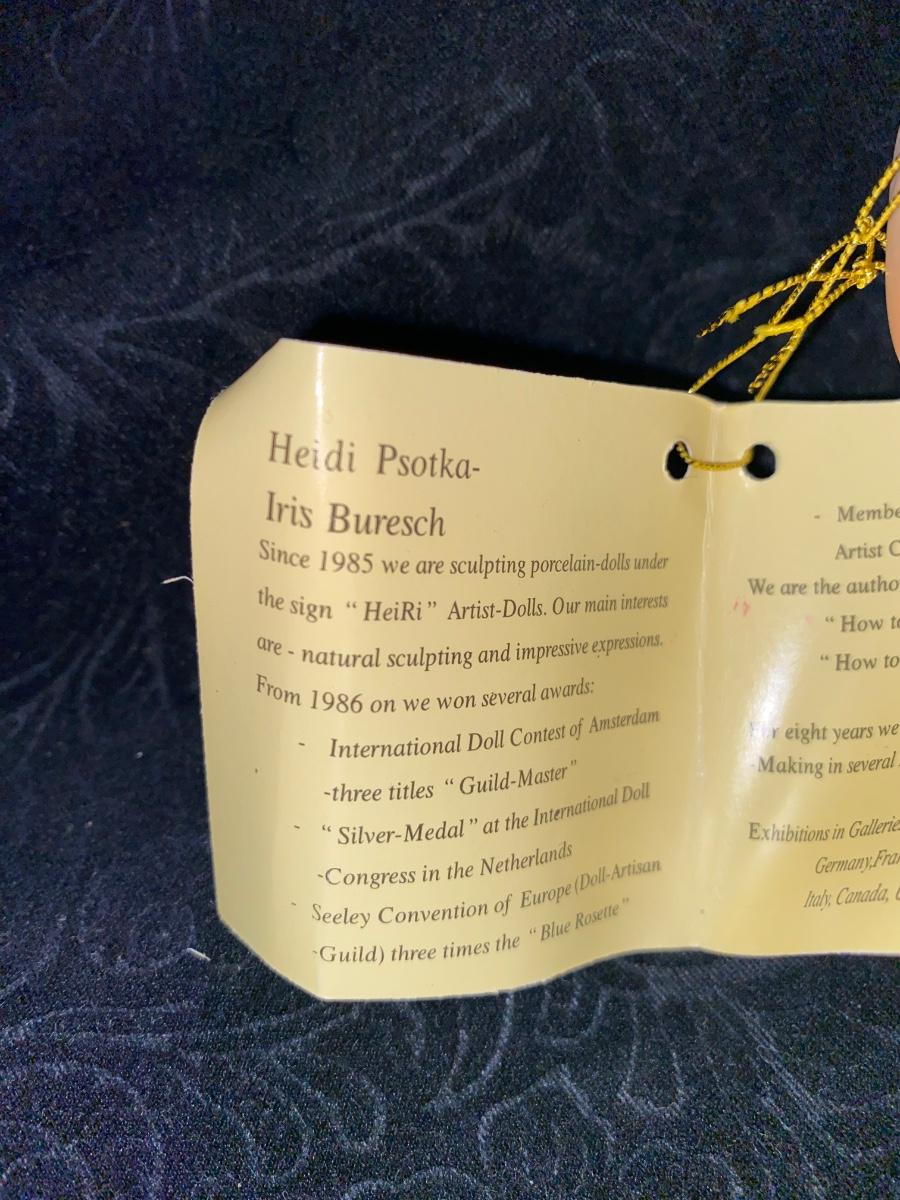 Heidi Psotka-
Iris Buresch
Since 1985 we are sculpting porcelain-dolls under
the sign “ HeiRi ” Artist-Dolls. Our main interests
are - natural sculpting and impressive expressions.
From 1986 on we won several awards:
- International Doll Contest of Amsterdam
-three titles “ Guild-Master ”
- “ Silver-Medal ” at the International Doll
-Congress in the Netherlands
- Seeley Convention of Europe (Doll-Artisan
-Guild) three times the “ Blue Rosette ”
- Membe
Artist C
We are the autho
“ How to
“ How to
For eight years we
-Making in several
Exhibitions in Gallerie
Germany,Fra
Italy, Canada,